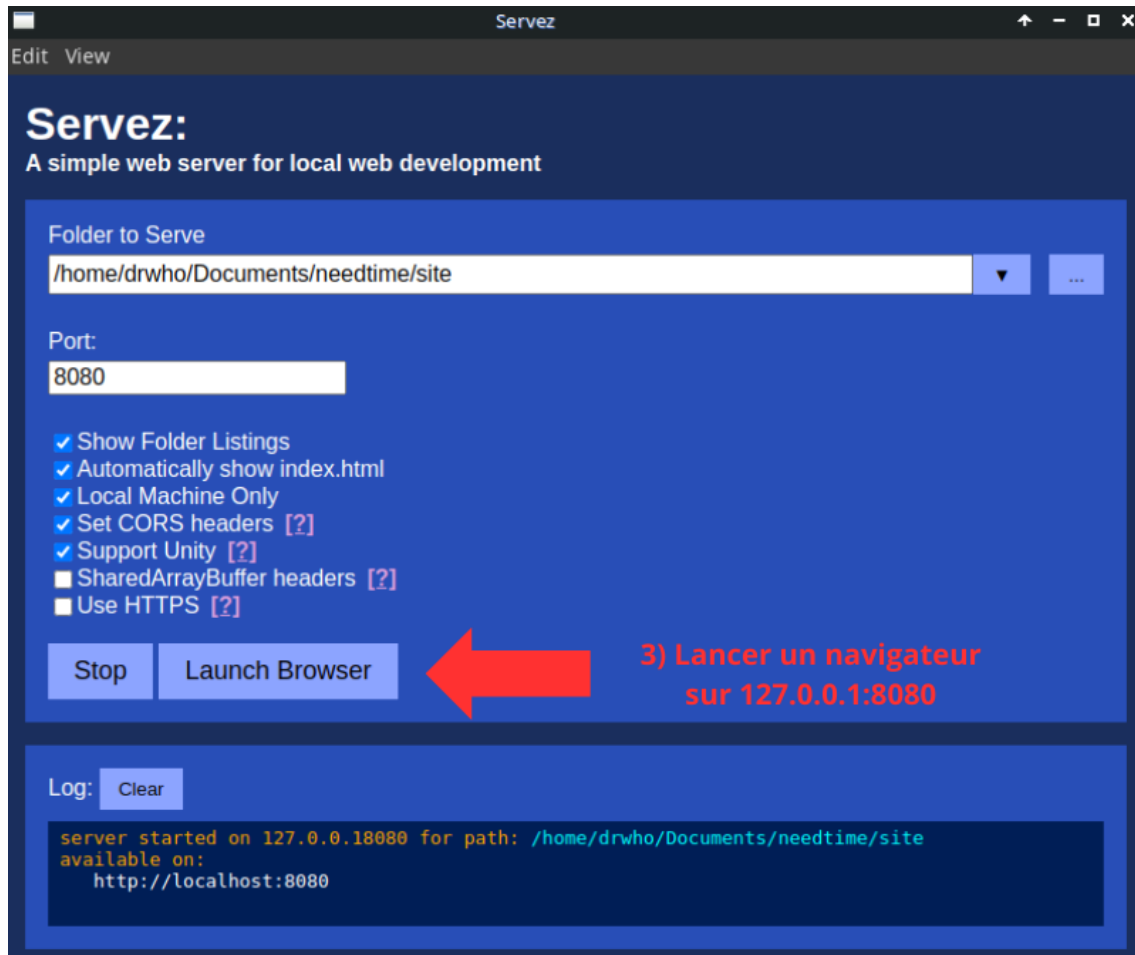 Servez
Edit View
Servez:
A simple web server for local web development
Folder to Serve
/home/drwho/Documents/needtime/site
▼ ...
Port:
8080
Show Folder Listings
Automatically show index.html
Local Machine Only
Set CORS headers [?]
Support Unity [?]
SharedArrayBuffer headers [?]
Use HTTPS [?]
Stop Launch Browser
3) Lancer un navigateur
sur 127.0.0.1:8080
Log: Clear
server started on 127.0.0.18080 for path: /home/drwho/Documents/needtime/site
available on:
http://localhost:8080